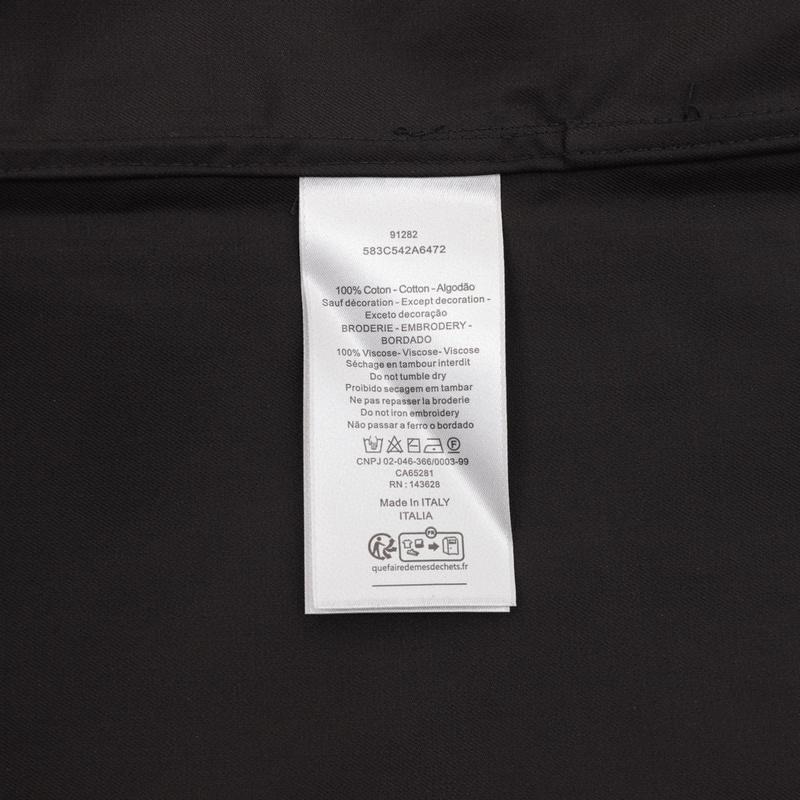 91282
583C542A6472
100% Coton - Cotton - Algodão
Sauf décoration - Except decoration -
Exceto decoração
BRODERIE - EMBRODERY -
BORDADO
100% Viscose- Viscose- Viscose
Séchage en tambour interdit
Do not tumble dry
Proibido secagem em tambar
Ne pas repasser la broderie
Do not iron embroidery
Não passar a ferro o bordado
F
CNPJ 02-046-366/0003-99
CA65281
RN : 143628
Made In ITALY
ITALIA
FR
quefairedemesdechets.fr